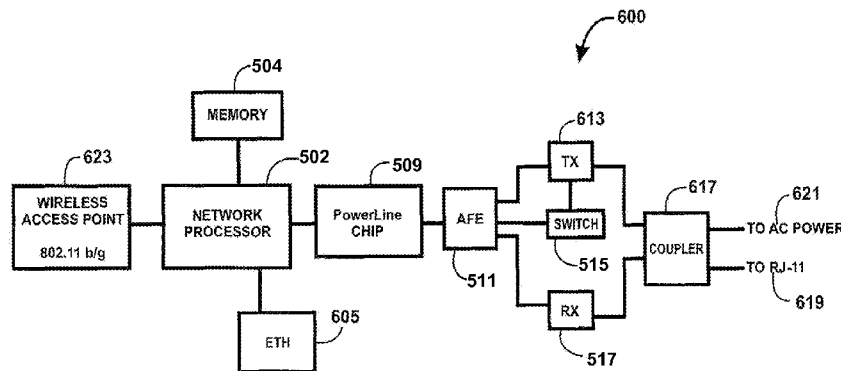 600
504
MEMORY
613
TX
623
502
509
617
621
WIRELESS
ACCESS POINT
802.11 b/g
NETWORK
PROCESSOR
PowerLine
CHIP
AFE
SWITCH
COUPLER
TO AC POWER
TO RJ-11
511
515
619
605
ETH
RX
517